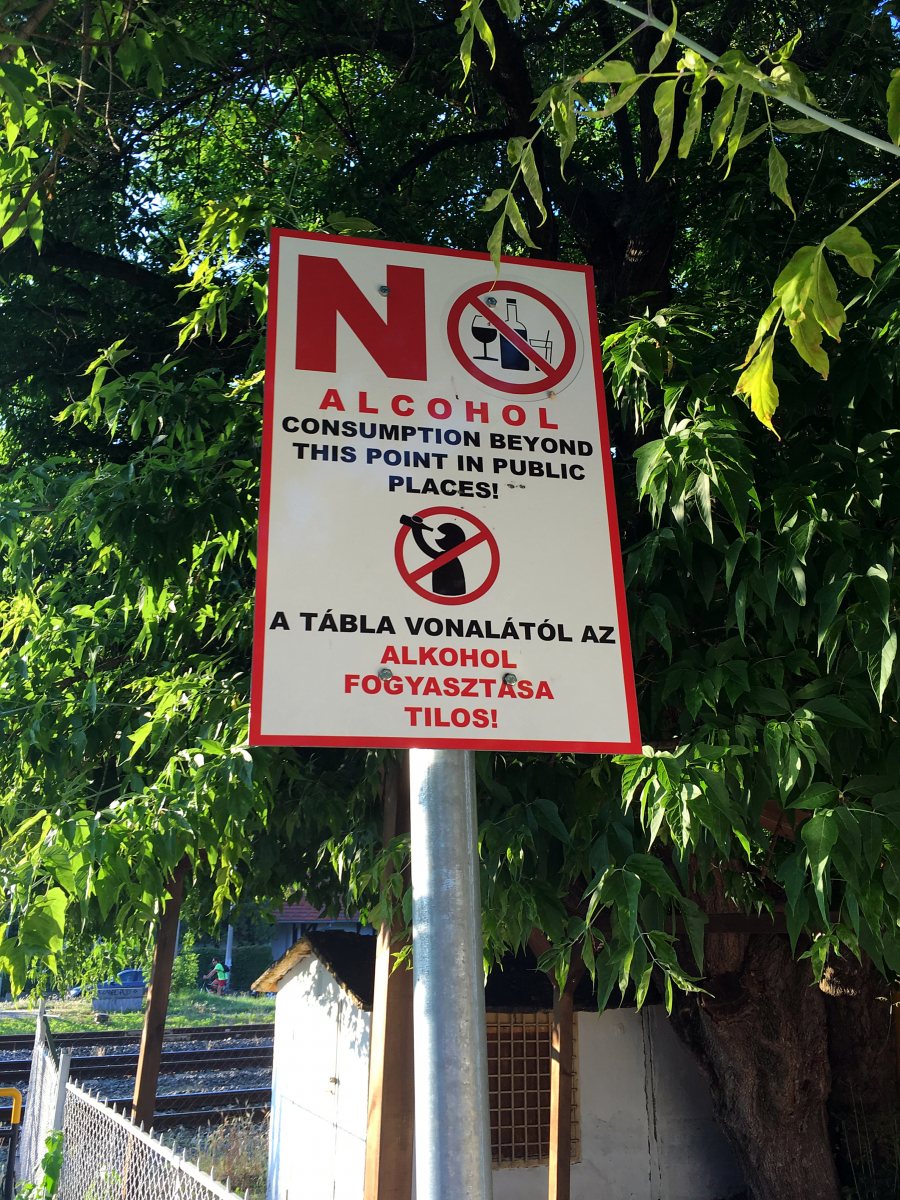 NO
ALCOHOL
CONSUMPTION BEYOND
THIS POINT IN PUBLIC
PLACES!
A TÁBLA VONALÁTÓL AZ
ALKOHOL
FOGYASZTÁSA
TILOS!